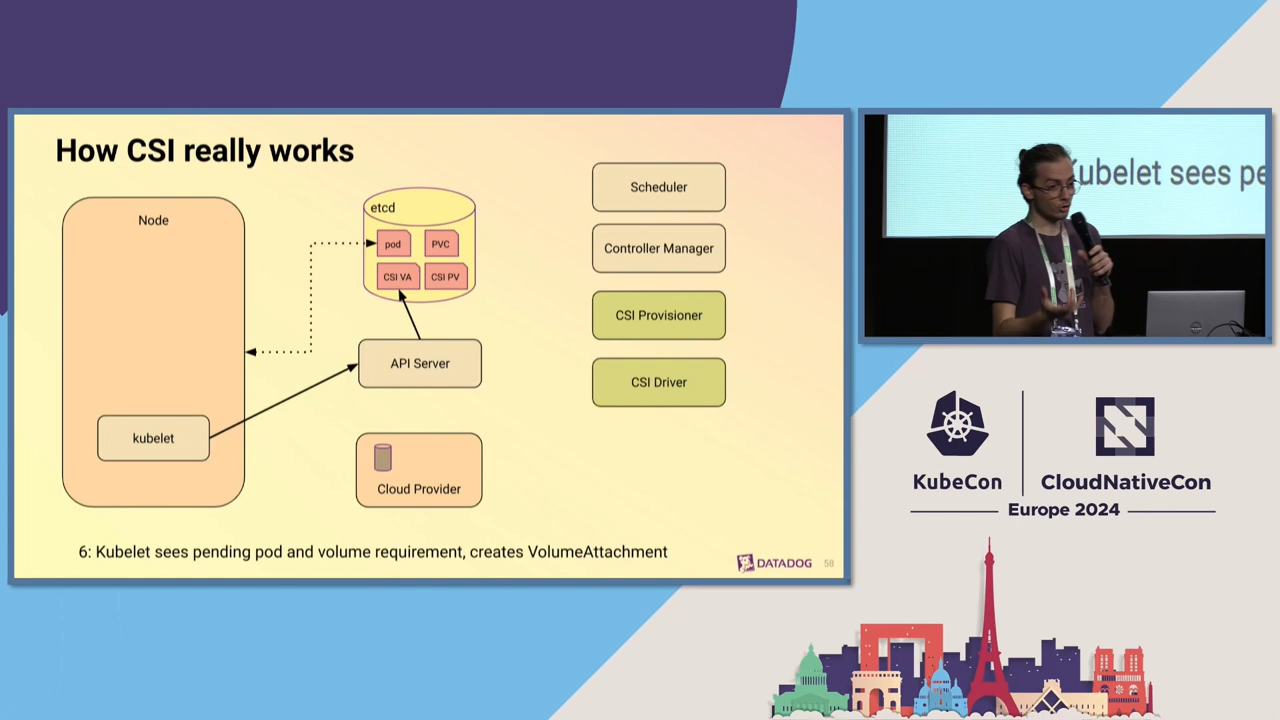 How CSI really works
Node
etcd
pod
PVC
CSI VA
CSI PV
API Server
kubelet
Cloud Provider
Scheduler
Controller Manager
CSI Provisioner
CSI Driver
6: Kubelet sees pending pod and volume requirement, creates VolumeAttachment
DATADOG
58
Kubelet sees pe
KubeCon
CloudNativeCon
Europe 2024